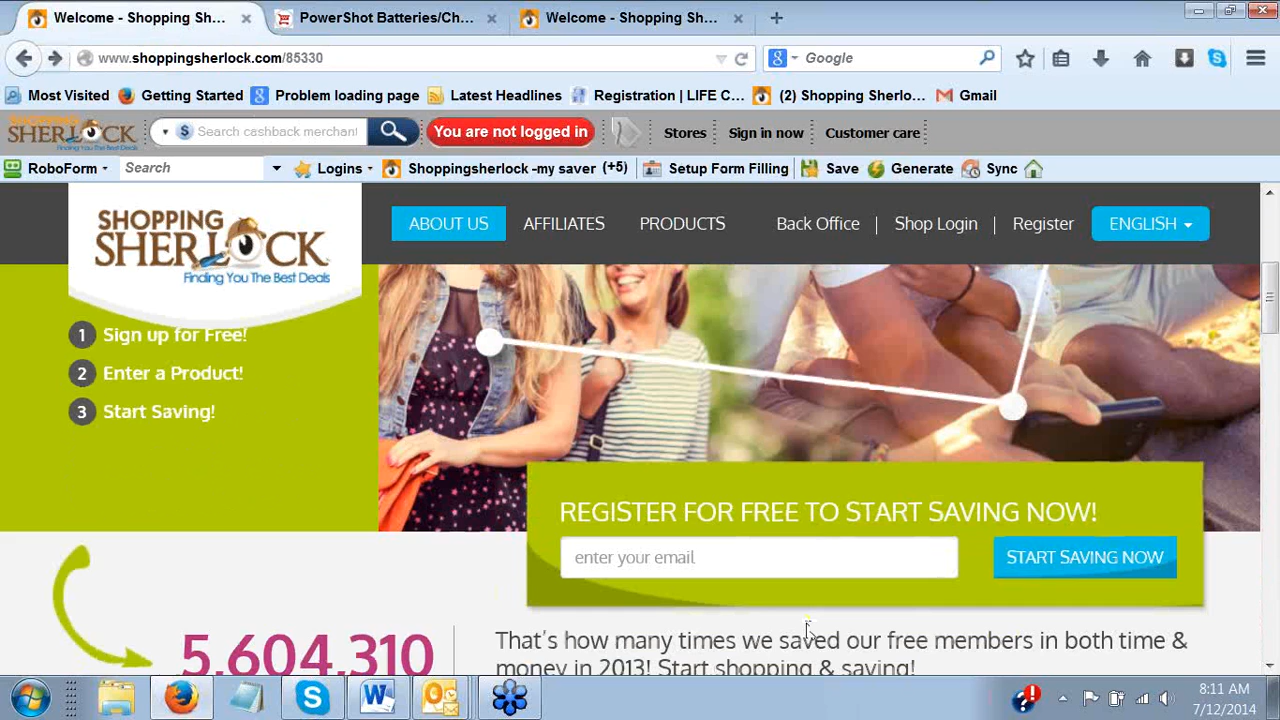 Welcome - Shopping Sh... PowerShot Batteries/Ch... Welcome - Shopping Sh...
www.shoppingsherlock.com/85330 Google
Most Visited Getting Started Problem loading page Latest Headlines Registration | LIFE C... (2) Shopping Sherlo... Gmail
SHOPPING SHERLOCK Finding You The Best Deals Search cashback merchant You are not logged in Stores Sign in now Customer care
RoboForm Search Logins Shoppingsherlock -my saver (+5) Setup Form Filling Save Generate Sync
ABOUT US AFFILIATES PRODUCTS Back Office Shop Login Register ENGLISH
SHOPPING
SHERLOCK
Finding You The Best Deals
1 Sign up for Free!
2 Enter a Product!
3 Start Saving!
REGISTER FOR FREE TO START SAVING NOW!
enter your email START SAVING NOW
5,604,310
That's how many times we saved our free members in both time &
money in 2013! Start shopping & saving!
8:11 AM
7/12/2014